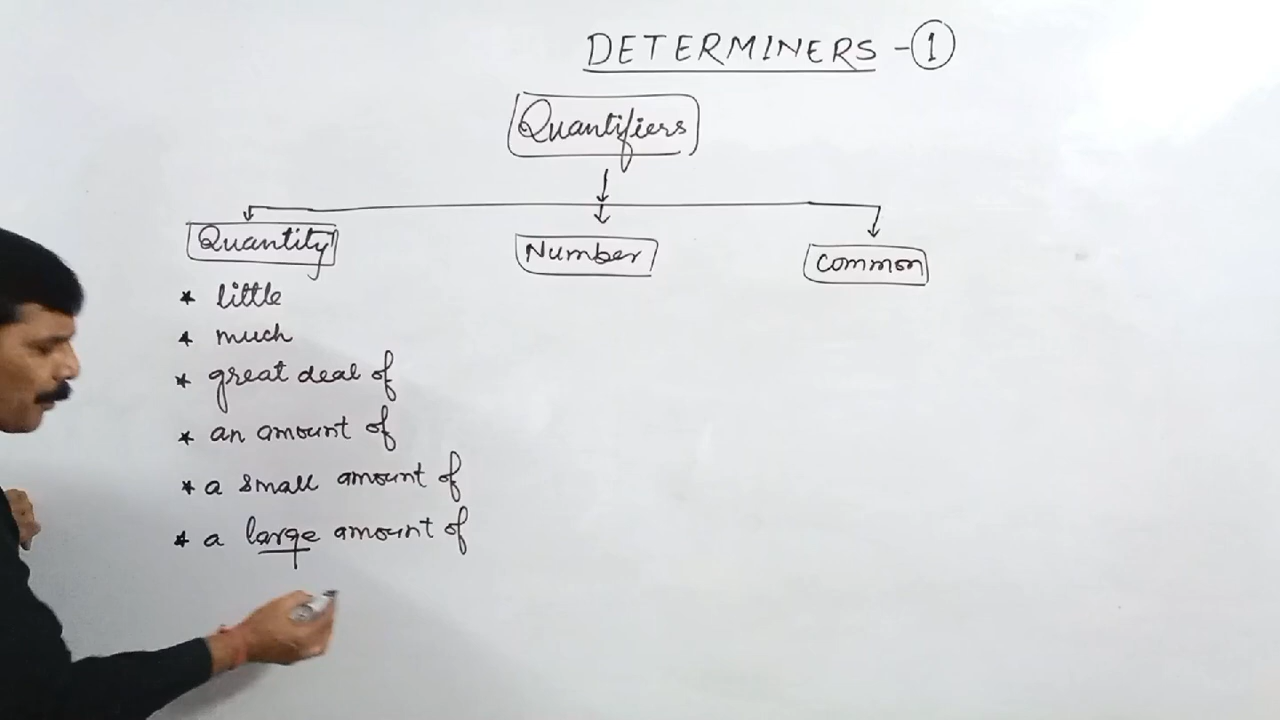 DETERMINERS - 1
Quantifiers
Quantity
Number
Common
* little
* much
* great deal of
* an amount of
* a small amount of
* a large amount of